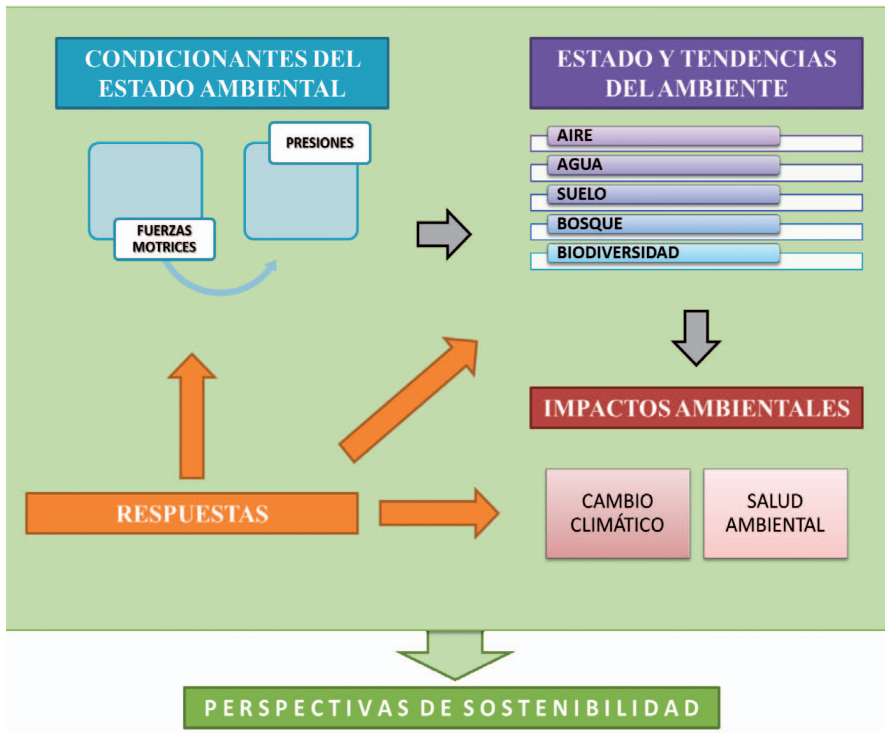 CONDICIONANTES DEL
ESTADO AMBIENTAL
PRESIONES
FUERZAS
MOTRICES
ESTADO Y TENDENCIAS
DEL AMBIENTE
AIRE
AGUA
SUELO
BOSQUE
BIODIVERSIDAD
IMPACTOS AMBIENTALES
CAMBIO
CLIMÁTICO
SALUD
AMBIENTAL
RESPUESTAS
PERSPECTIVAS DE SOSTENIBILIDAD